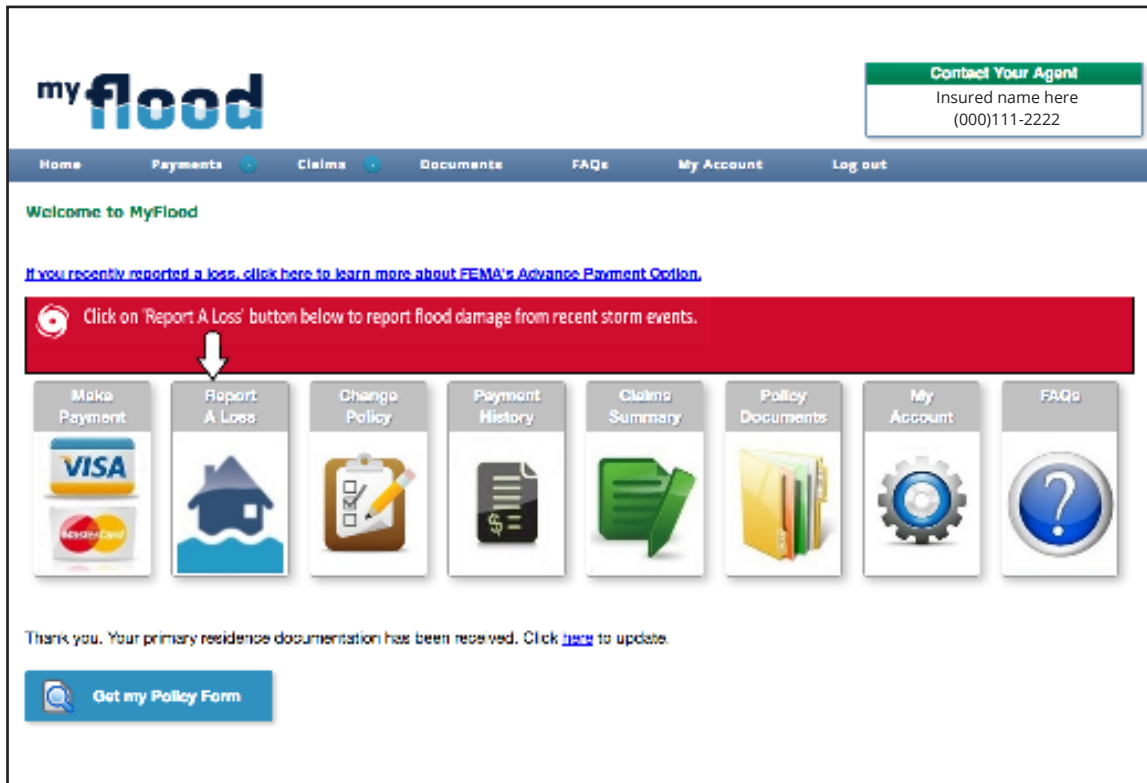 my flood
Contact Your Agent
Insured name here
(000)111-2222
Home Payments Claims Documents FAQs My Account Log out
Welcome to MyFlood
If you recently reported a loss, click here to learn more about FEMA's Advance Payment Option.
Click on 'Report A Loss' button below to report flood damage from recent storm events.
Make
Payment
Report
A Loss
Change
Policy
Payment
History
Claims
Summary
Policy
Documents
My
Account
FAQs
VISA
MasterCard
$
?
Thank you. Your primary residence documentation has been received. Click here to update.
Get my Policy Form